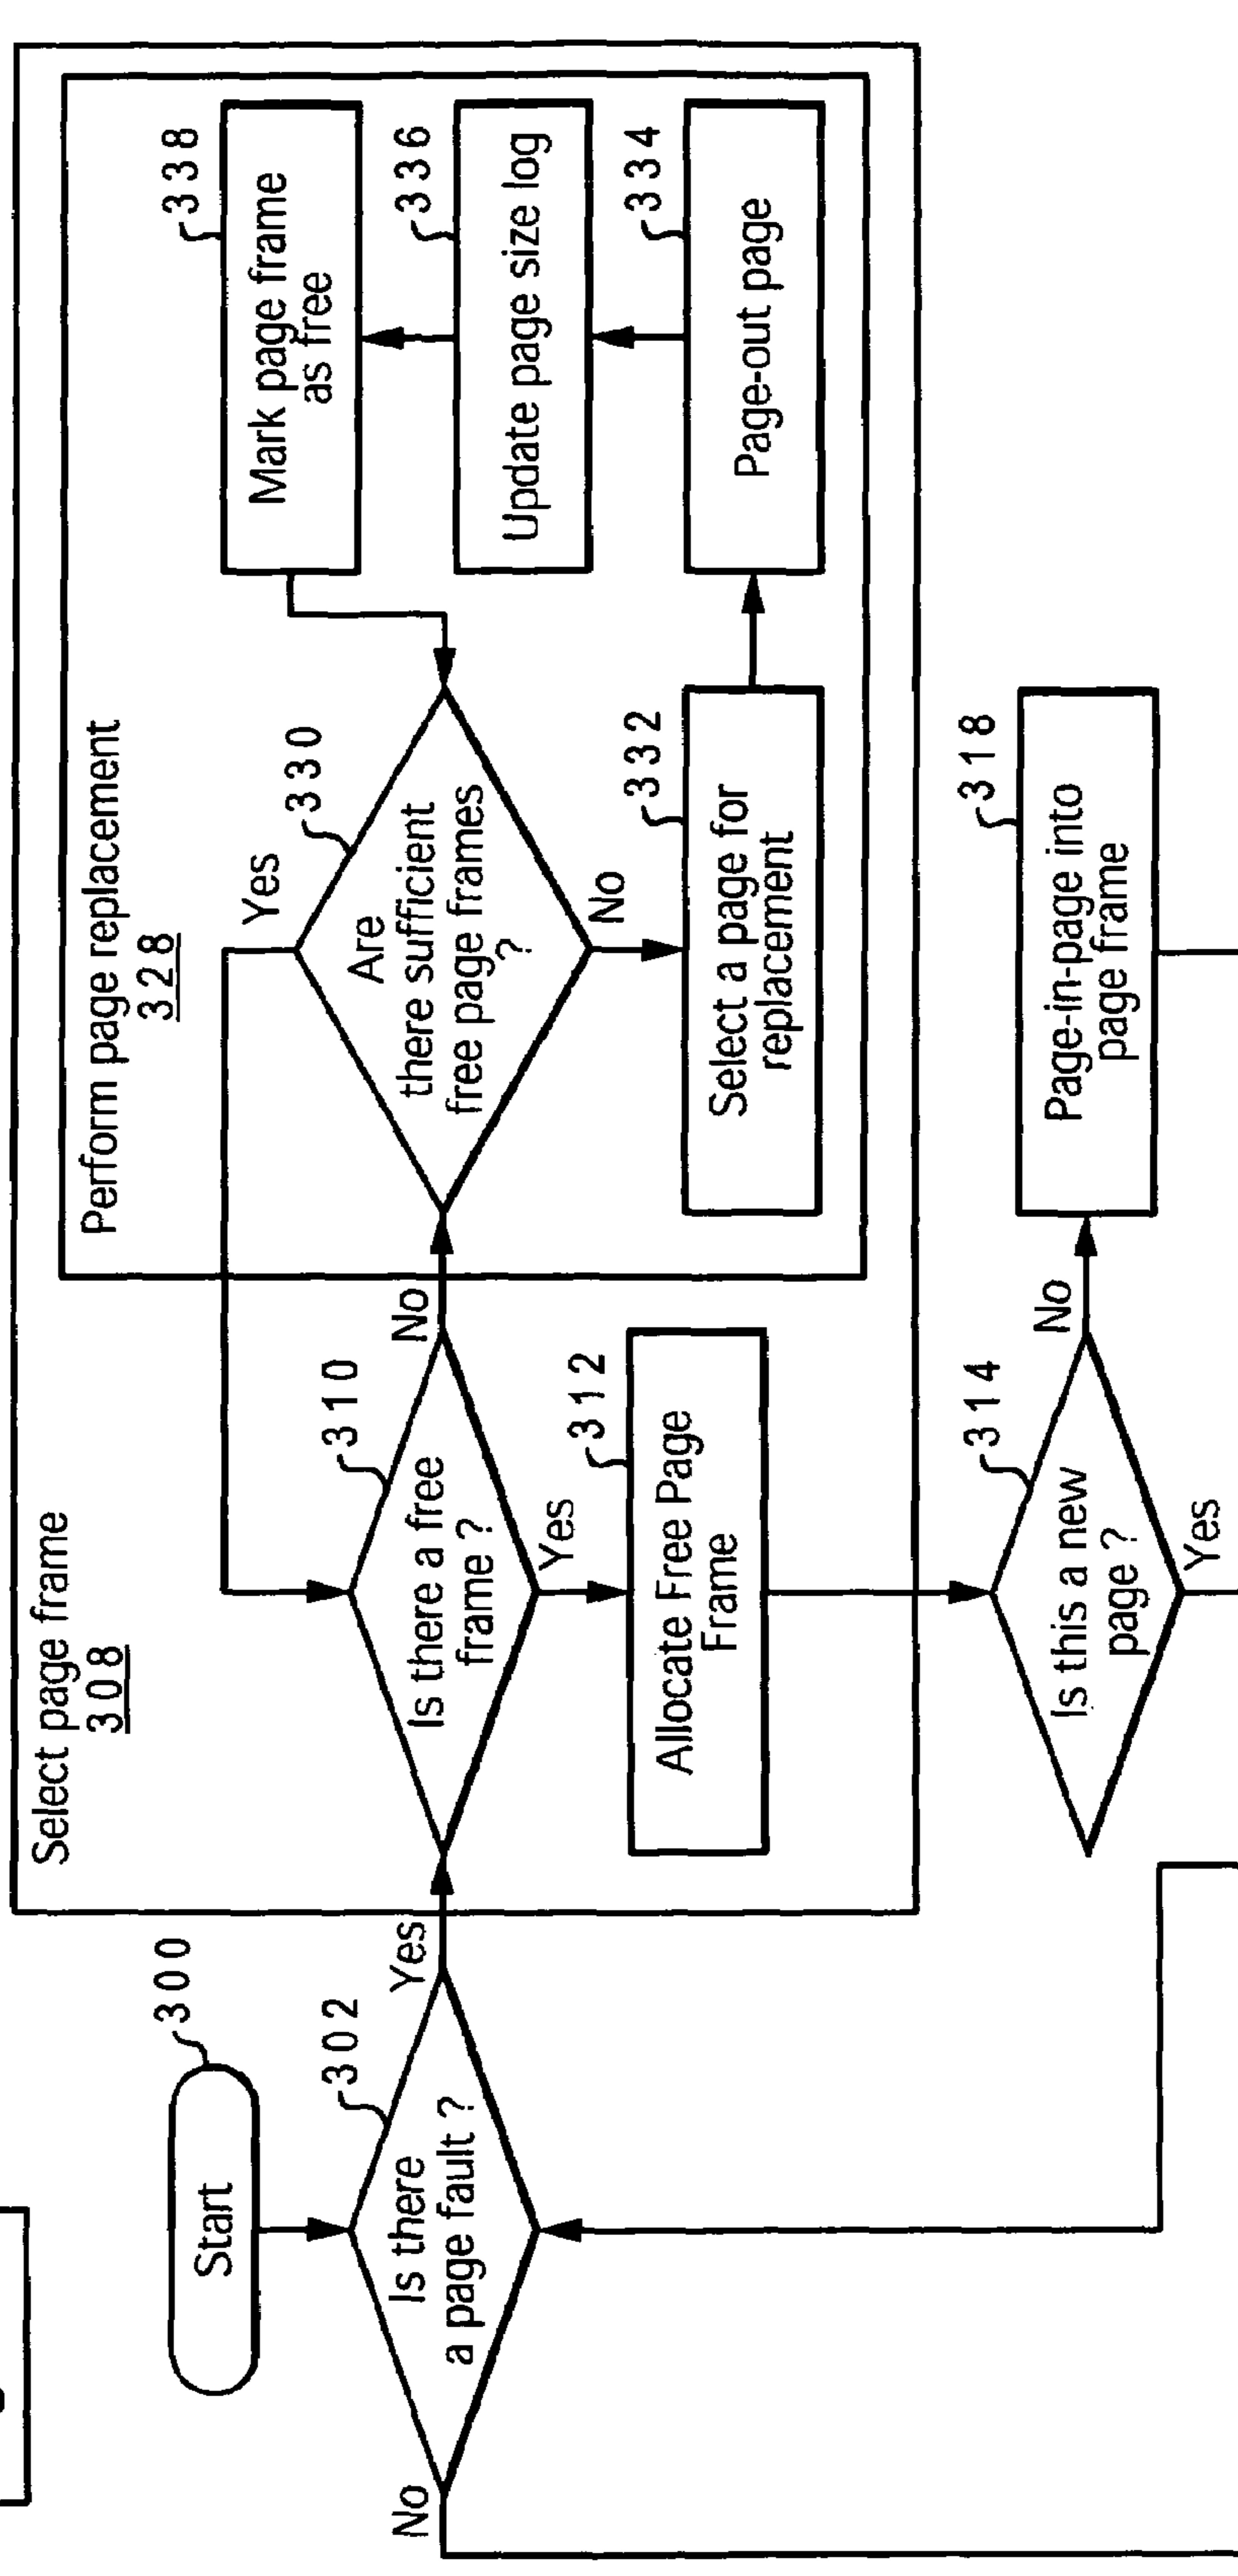 Start
300
Is there
a page fault ?
302
No
Yes
Select page frame
308
Is there a free
frame ?
310
No
Yes
Allocate Free Page
Frame
312
Perform page replacement
328
Yes
Are
there sufficient
free page frames
?
330
No
Select a page for
replacement
332
Page-out page
334
Update page size log
336
Mark page frame
as free
338
Is this a new
page ?
314
No
Yes
Page-in-page into
page frame
318